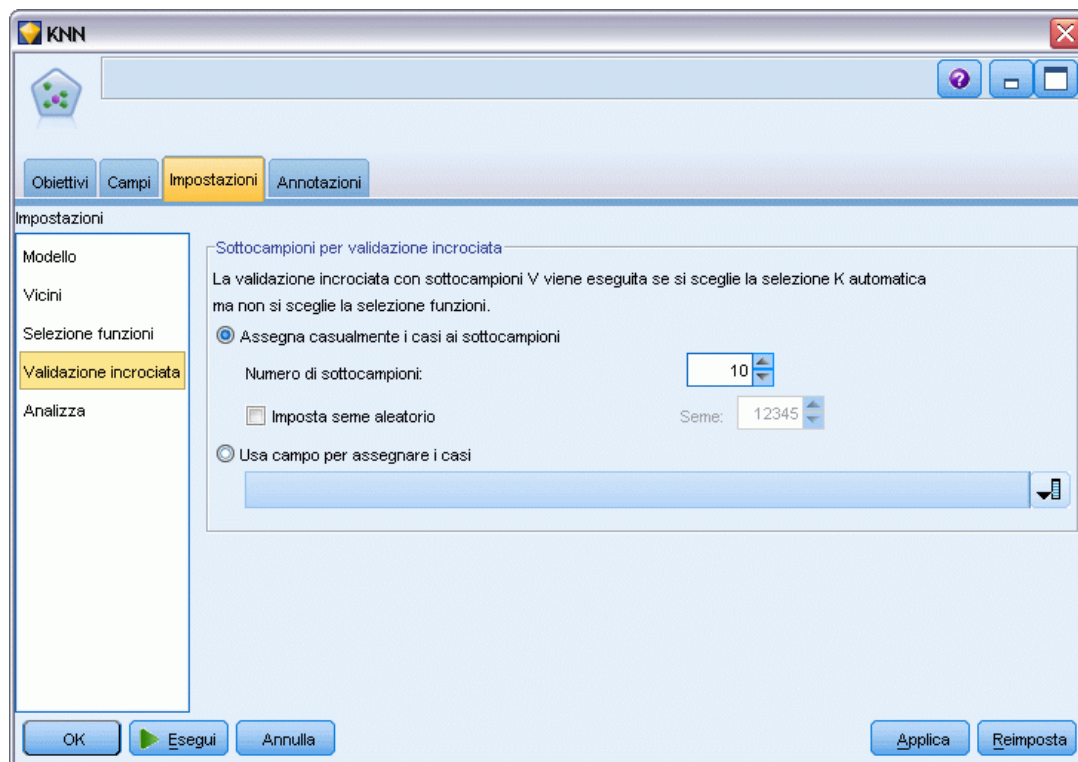 KNN
?
Obiettivi Campi Impostazioni Annotazioni
Impostazioni
Modello
Vicini
Selezione funzioni
Validazione incrociata
Analizza
Sottocampioni per validazione incrociata
La validazione incrociata con sottocampioni V viene eseguita se si sceglie la selezione K automatica
ma non si sceglie la selezione funzioni.
Assegna casualmente i casi ai sottocampioni
Numero di sottocampioni: 10
Imposta seme aleatorio Seme: 12345
Usa campo per assegnare i casi
OK Esegui Annulla Applica Reimposta